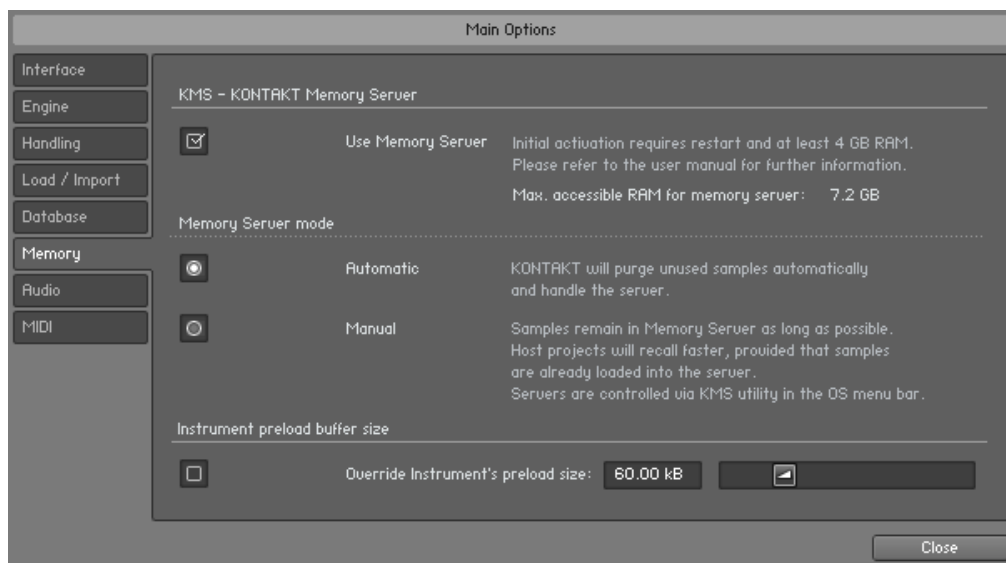 Main Options
Interface
Engine
Handling
Load / Import
Database
Memory
Audio
MIDI
KMS - KONTAKT Memory Server
Use Memory Server
Initial activation requires restart and at least 4 GB RAM.
Please refer to the user manual for further information.
Max. accessible RAM for memory server: 7.2 GB
Memory Server mode
Automatic
KONTAKT will purge unused samples automatically
and handle the server.
Manual
Samples remain in Memory Server as long as possible.
Host projects will recall faster, provided that samples
are already loaded into the server.
Servers are controlled via KMS utility in the OS menu bar.
Instrument preload buffer size
Override Instrument's preload size: 60.00 kB
Close